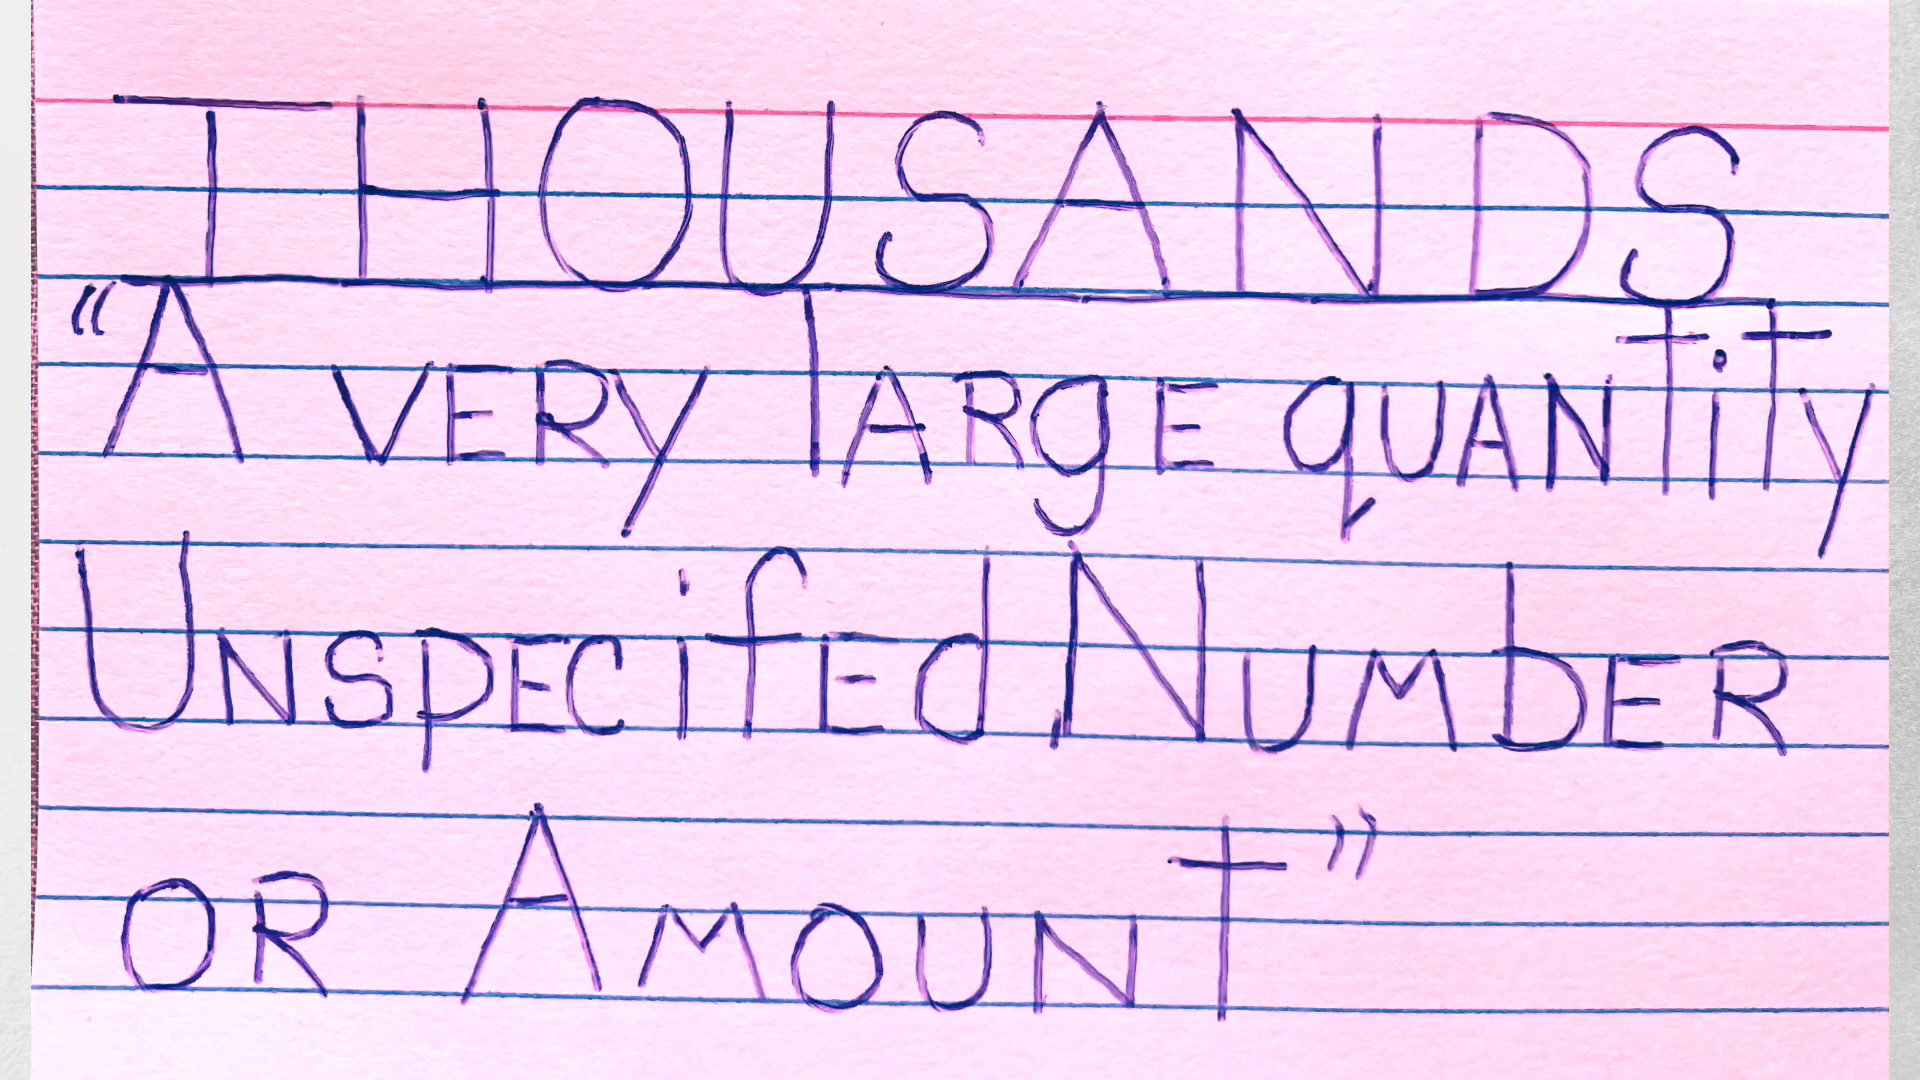 THOUSANDS
“A VERY lARgE quANtity
UNSPECifEd NUMbER
OR AMOUNt”